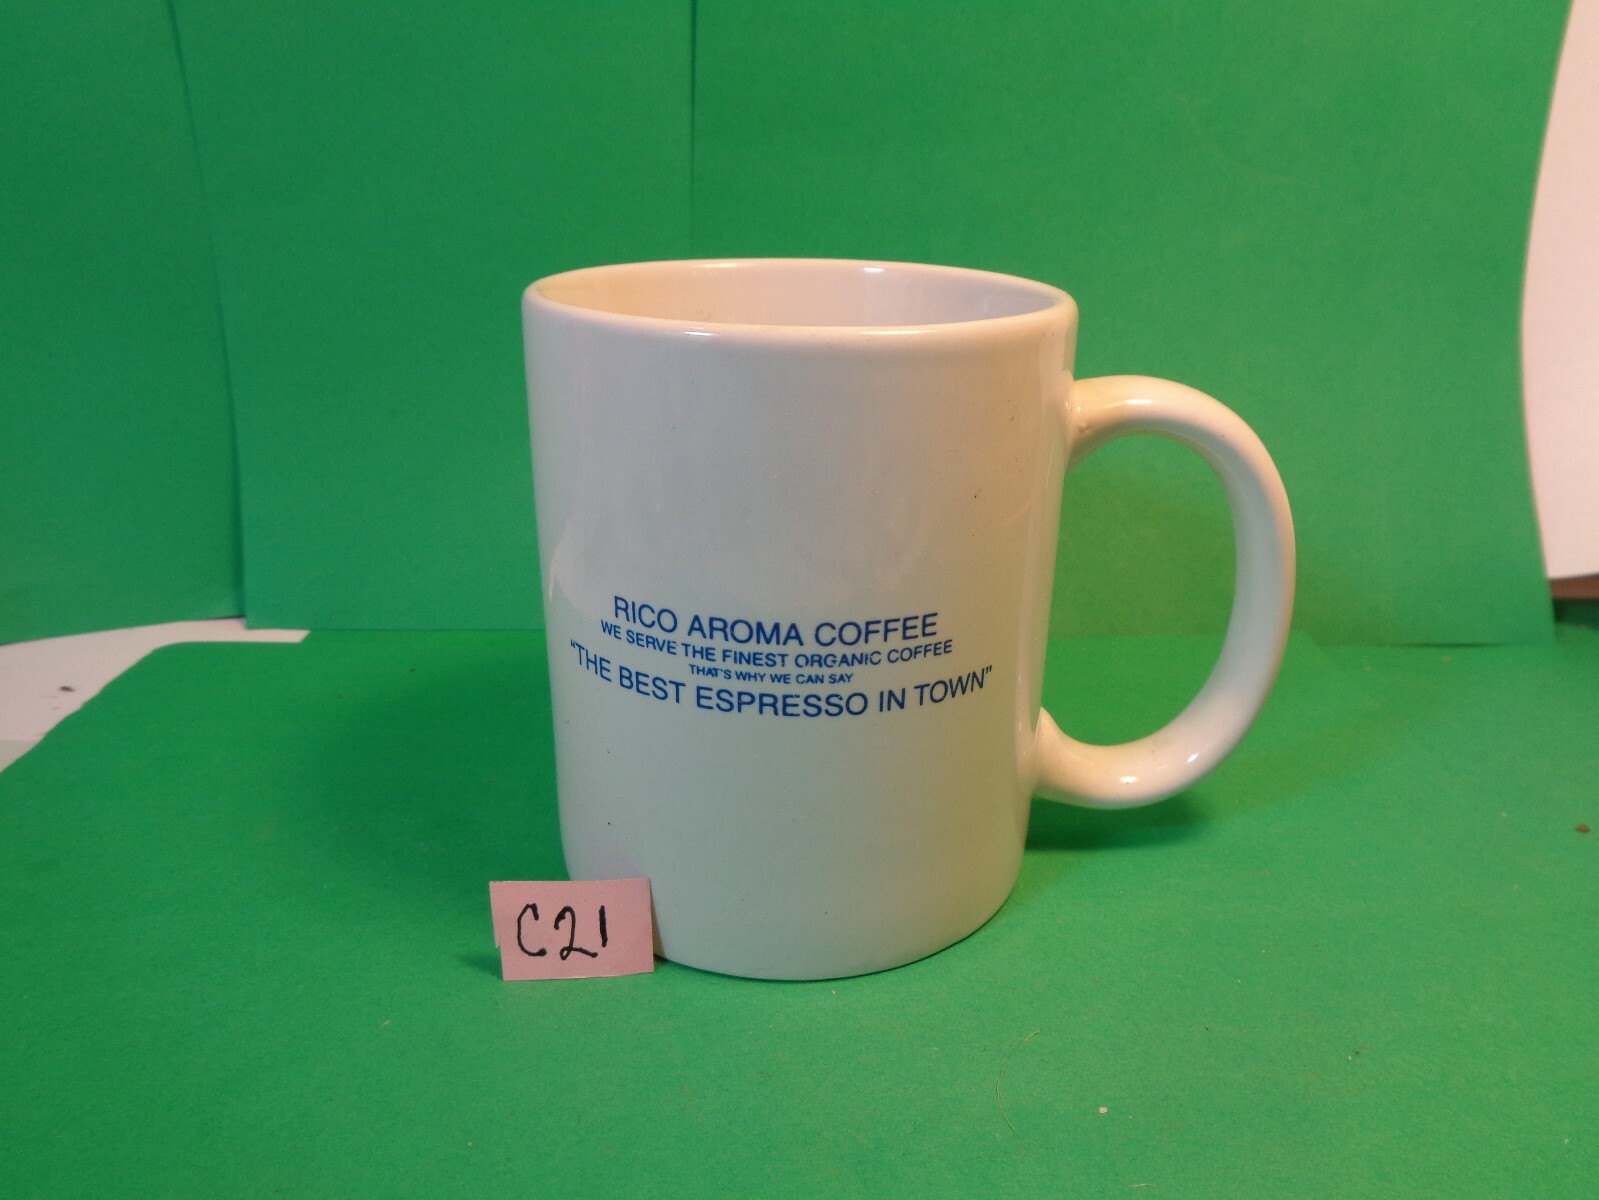 RICO AROMA COFFEE
WE SERVE THE FINEST ORGANIC COFFEE
THAT'S WHY WE CAN SAY
"THE BEST ESPRESSO IN TOWN"
C21